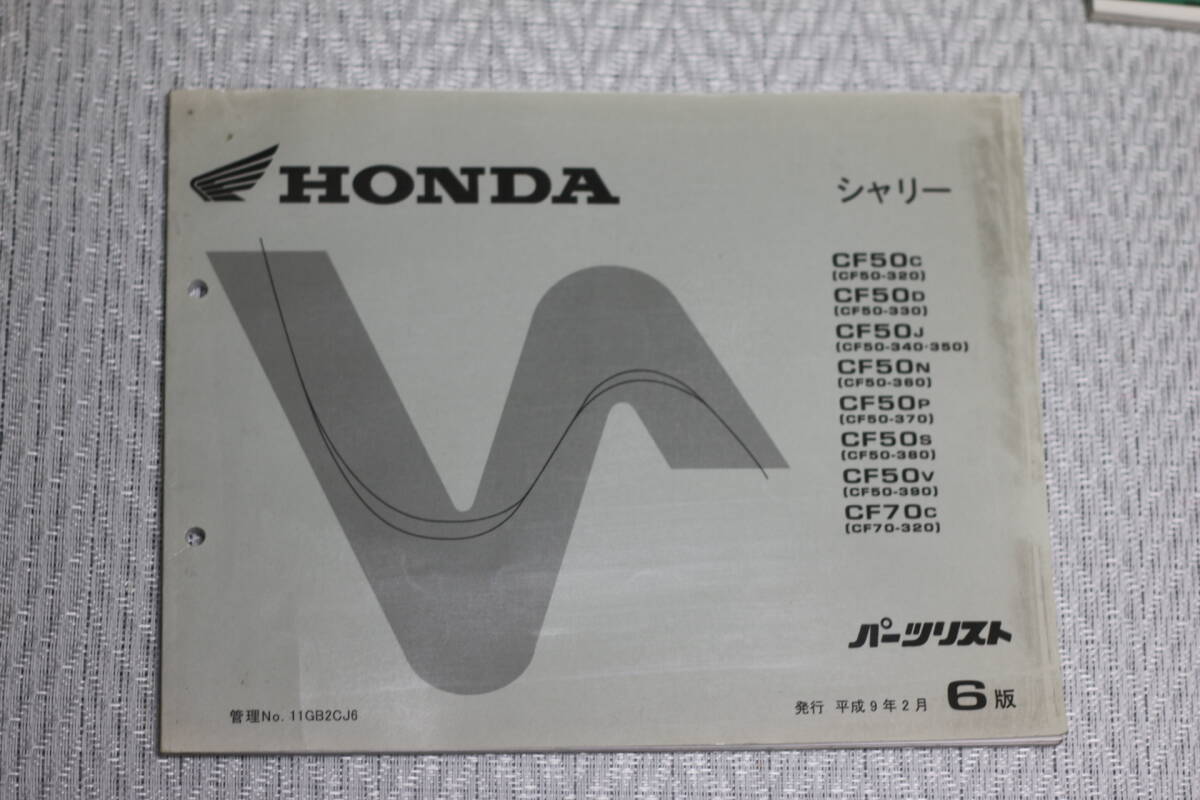 HONDA
シャリー
CF50C
(CF50-320)
CF50D
(CF50-330)
CF50J
(CF50-340・350)
CF50N
(CF50-360)
CF50P
(CF50-370)
CF50S
(CF50-380)
CF50V
(CF50-390)
CF70C
(CF70-320)
パーツリスト
管理No. 11GB2CJ6
発行 平成9年2月 6版